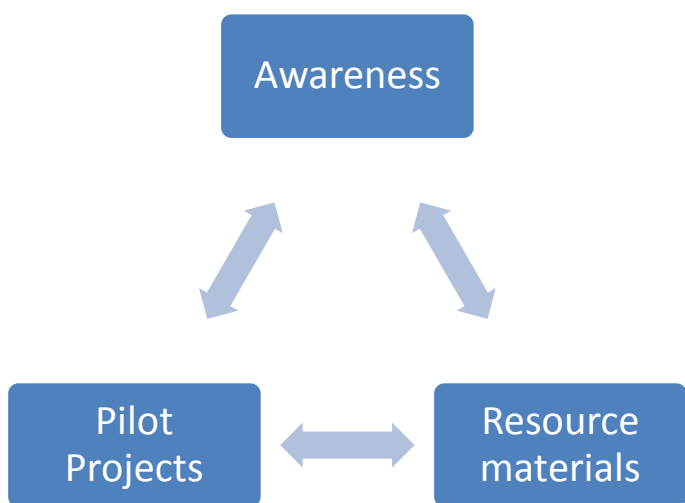 Awareness
Pilot
Projects
Resource
materials